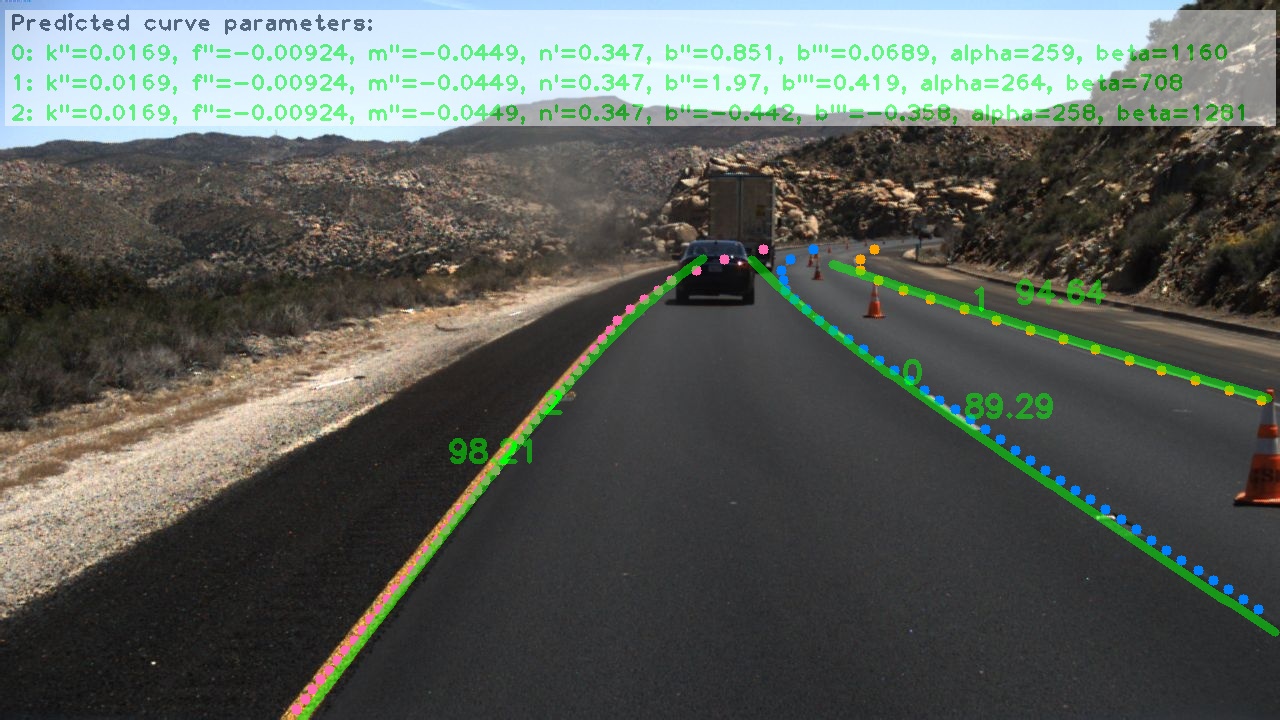 Predicted curve parameters:
0: k''=0.0169, f''=-0.00924, m''=-0.0449, n'=0.347, b''=0.851, b'''=0.0689, alpha=259, beta=1160
1: k''=0.0169, f''=-0.00924, m''=-0.0449, n'=0.347, b''=1.97, b'''=0.419, alpha=264, beta=708
2: k''=0.0169, f''=-0.00924, m''=-0.0449, n'=0.347, b''=-0.442, b'''=-0.358, alpha=258, beta=1281
1 94.64
0
89.29
2
98.21